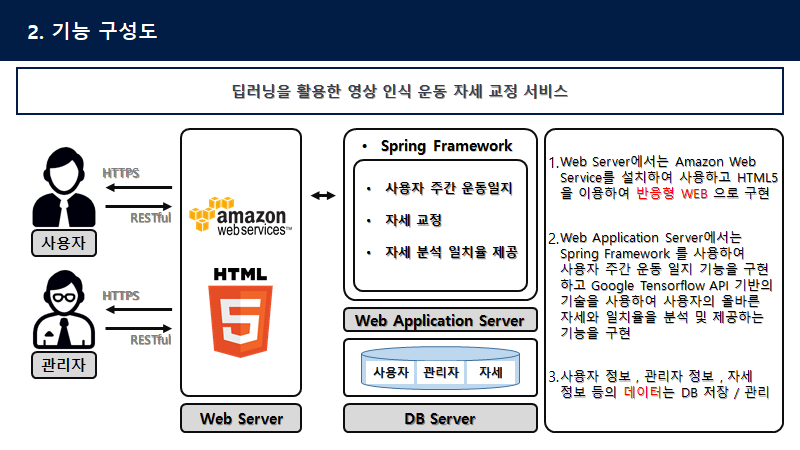 2. 기능 구성도
딥러닝을 활용한 영상 인식 운동 자세 교정 서비스
HTTPS
RESTful
사용자
HTTPS
RESTful
관리자
amazon
webservices™
HTML
5
Web Server
• Spring Framework
• 사용자 주간 운동일지
• 자세 교정
• 자세 분석 일치율 제공
Web Application Server
사용자 관리자 자세
DB Server
1.Web Server에서는 Amazon Web
Service를 설치하여 사용하고 HTML5
을 이용하여 반응형 WEB 으로 구현
2.Web Application Server에서는
Spring Framework 를 사용하여
사용자 주간 운동 일지 기능을 구현
하고 Google Tensorflow API 기반의
기술을 사용하여 사용자의 올바른
자세와 일치율을 분석 및 제공하는
기능을 구현
3.사용자 정보 , 관리자 정보 , 자세
정보 등의 데이터는 DB 저장 / 관리